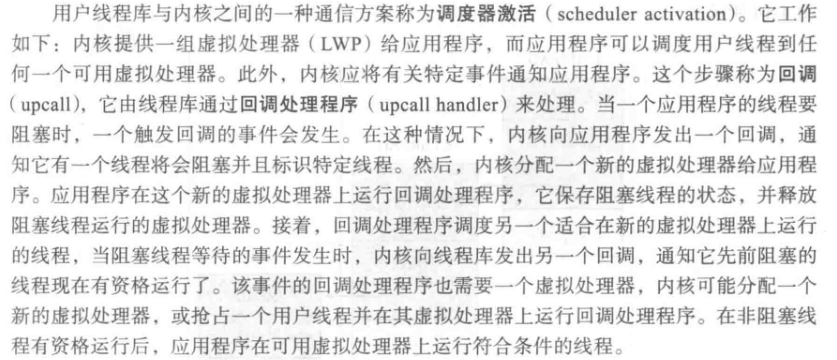 用户线程库与内核之间的一种通信方案称为调度器激活（scheduler activation）。它工作
如下：内核提供一组虚拟处理器（LWP）给应用程序，而应用程序可以调度用户线程到任
何一个可用虚拟处理器。此外，内核应将有关特定事件通知应用程序。这个步骤称为回调
（upcall），它由线程库通过回调处理程序（upcall handler）来处理。当一个应用程序的线程要
阻塞时，一个触发回调的事件会发生。在这种情况下，内核向应用程序发出一个回调，通
知它有一个线程将会阻塞并且标识特定线程。然后，内核分配一个新的虚拟处理器给应用程
序。应用程序在这个新的虚拟处理器上运行回调处理程序，它保存阻塞线程的状态，并释放
阻塞线程运行的虚拟处理器。接着，回调处理程序调度另一个适合在新的虚拟处理器上运行
的线程，当阻塞线程等待的事件发生时，内核向线程库发出另一个回调，通知它先前阻塞的
线程现在有资格运行了。该事件的回调处理程序也需要一个虚拟处理器，内核可能分配一个
新的虚拟处理器，或抢占一个用户线程并在其虚拟处理器上运行回调处理程序。在非阻塞线
程有资格运行后，应用程序在可用虚拟处理器上运行符合条件的线程。